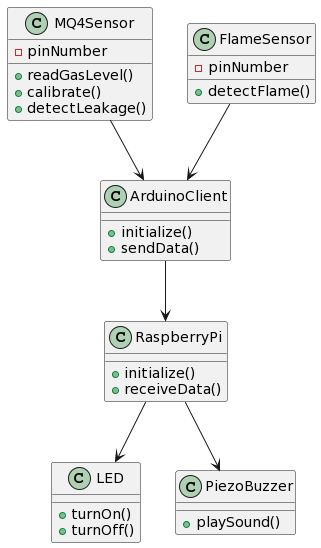 C MQ4Sensor
pinNumber
readGasLevel()
calibrate()
detectLeakage()
C FlameSensor
pinNumber
detectFlame()
C ArduinoClient
initialize()
sendData()
C RaspberryPi
initialize()
receiveData()
C LED
turnOn()
turnOff()
C PiezoBuzzer
playSound()